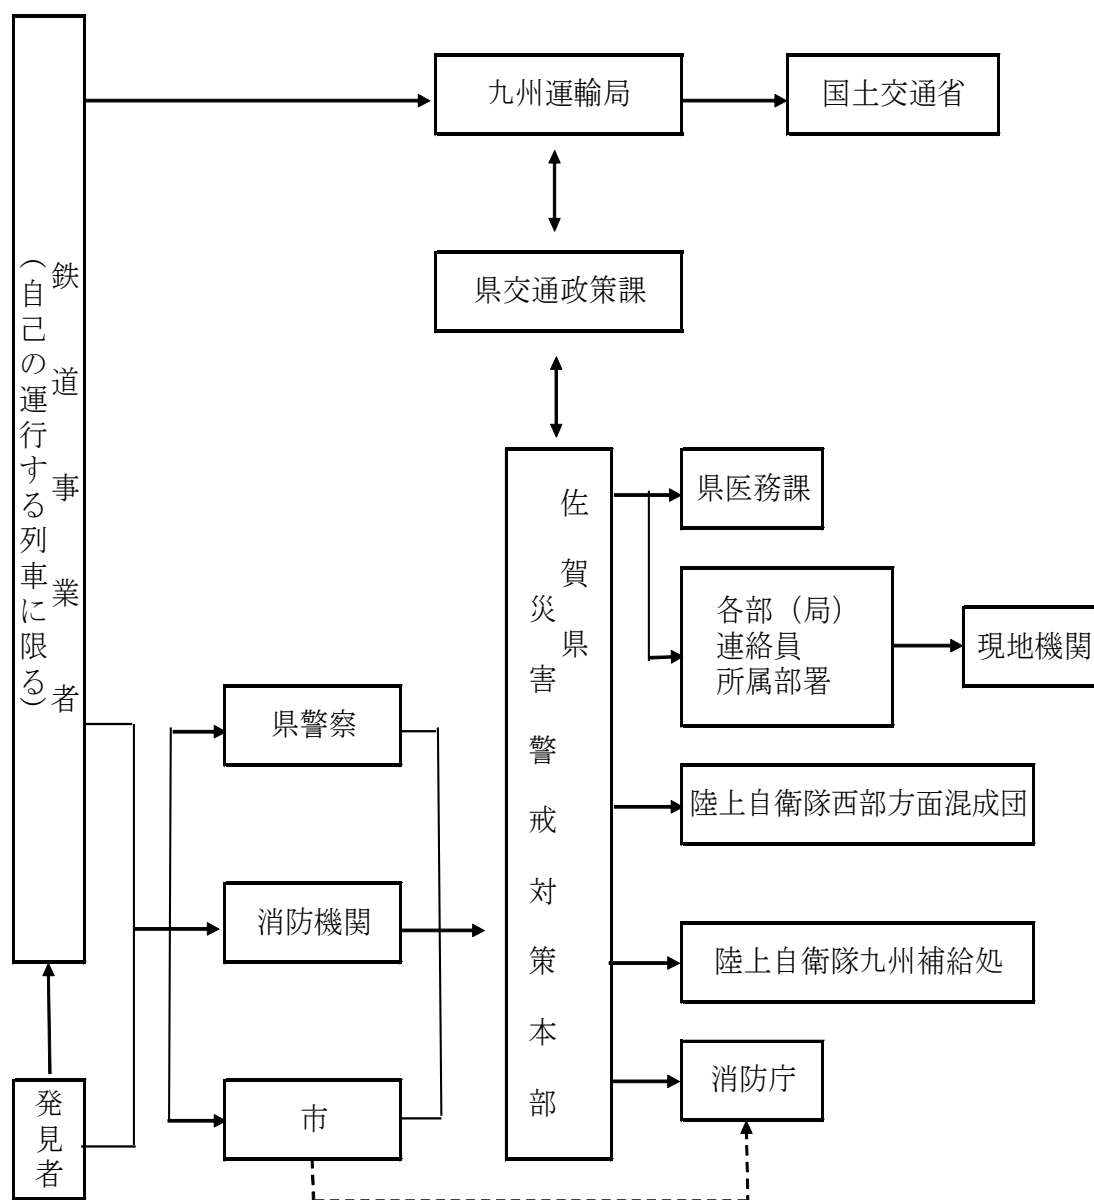 九州運輸局
国土交通省
県交通政策課
鉄道事業者
（自己の運行する列車に限る）
佐賀県
災害警戒対策本部
県医務課
各部（局）
連絡員
所属部署
現地機関
県警察
陸上自衛隊西部方面混成団
消防機関
陸上自衛隊九州補給処
消防庁
市
発見者